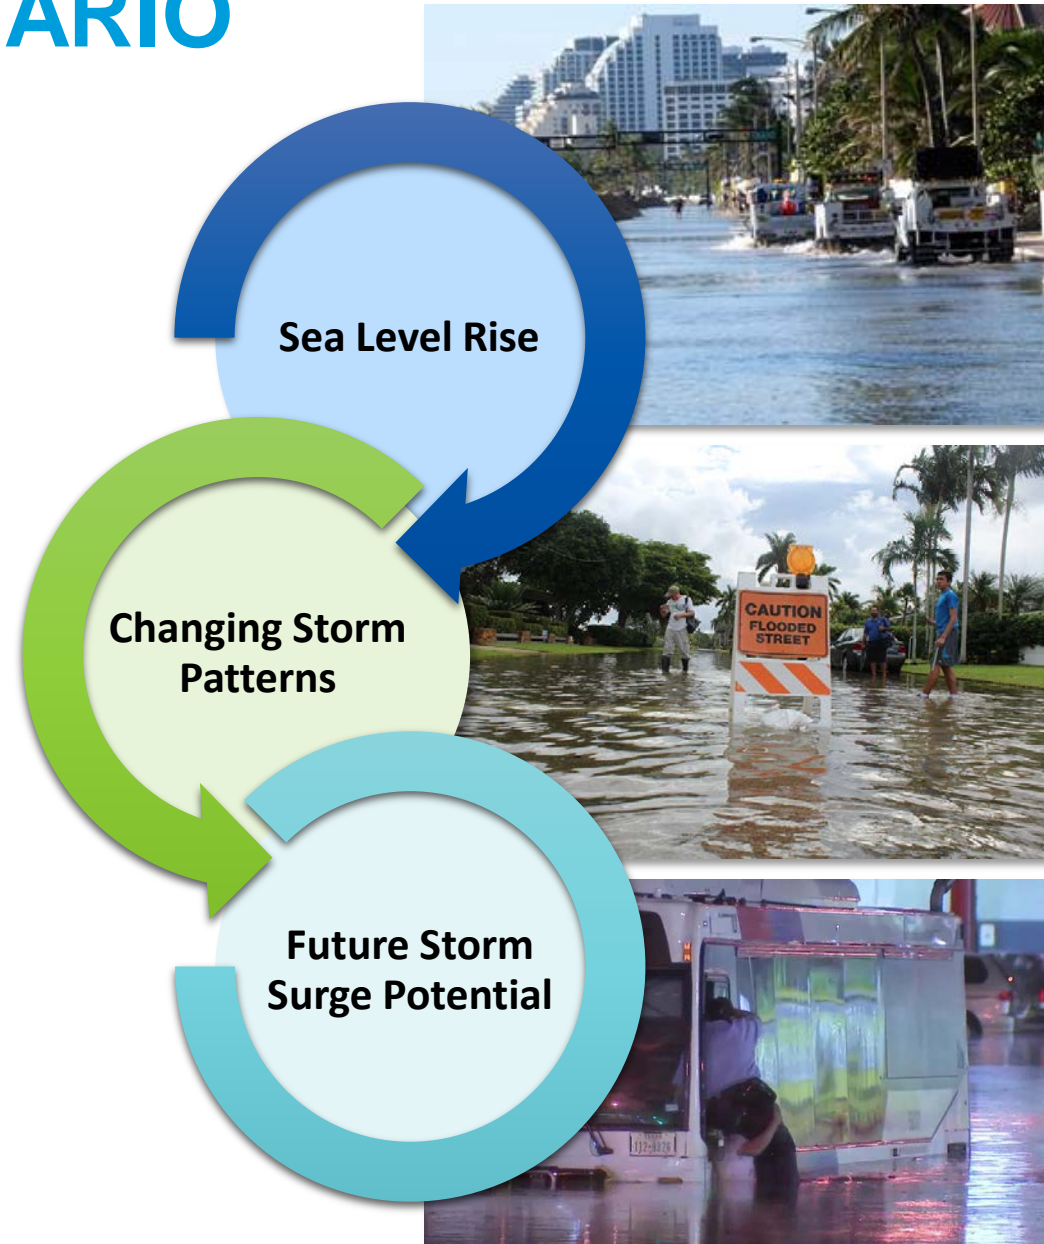 ARIO
Sea Level Rise
Changing Storm
Patterns
Future Storm
Surge Potential
CAUTION
FLOODED
STREET